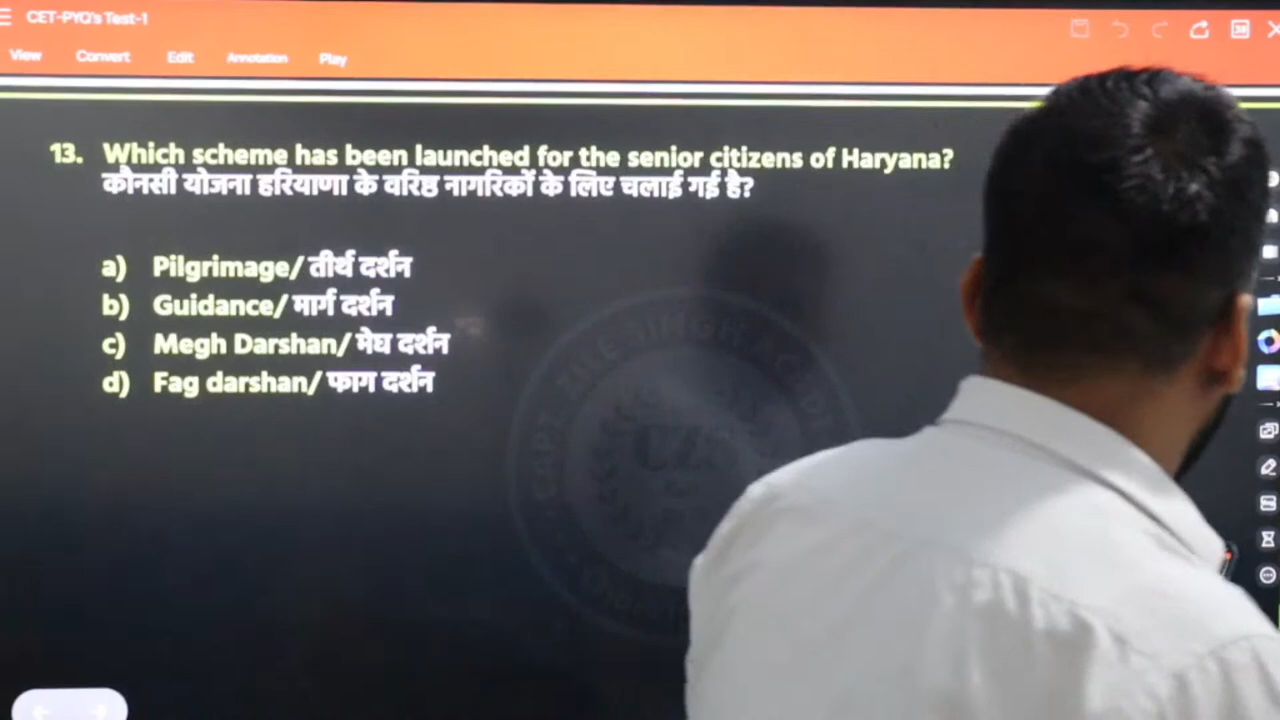 CET-PYQ's Test-1
View Convert Edit Annotation Play
13. Which scheme has been launched for the senior citizens of Haryana?
कौनसी योजना हरियाणा के वरिष्ठ नागरिकों के लिए चलाई गई है?
a) Pilgrimage/ तीर्थ दर्शन
b) Guidance/ मार्ग दर्शन
c) Megh Darshan/ मेघ दर्शन
d) Fag darshan/ फाग दर्शन